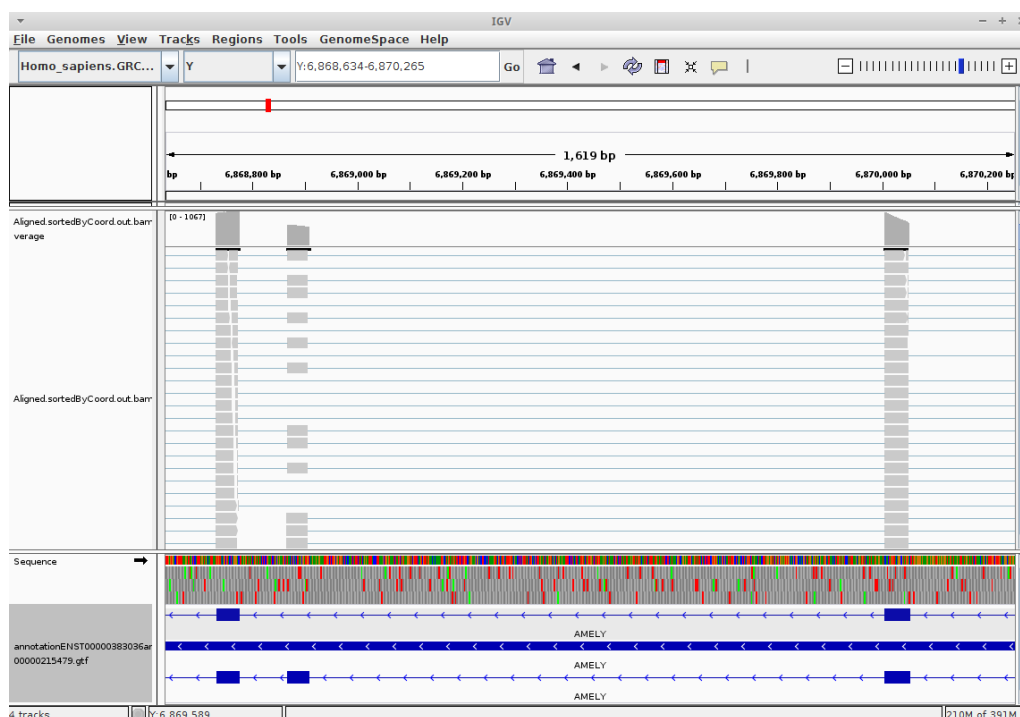 IGV
File Genomes View Tracks Regions Tools GenomeSpace Help
Homo_sapiens.GRC... Y Y:6,868,634-6,870,265 Go
1,619 bp
bp 6,868,800 bp 6,869,000 bp 6,869,200 bp 6,869,400 bp 6,869,600 bp 6,869,800 bp 6,870,000 bp 6,870,200 bp
[0 - 1067]
Aligned.sortedByCoord.out.bam
verage
Aligned.sortedByCoord.out.bam
Sequence
AMELY
annotationENST00000383036ar
00000215479.gtf
AMELY
AMELY
4 tracks Y:6,869,589 210M of 391M